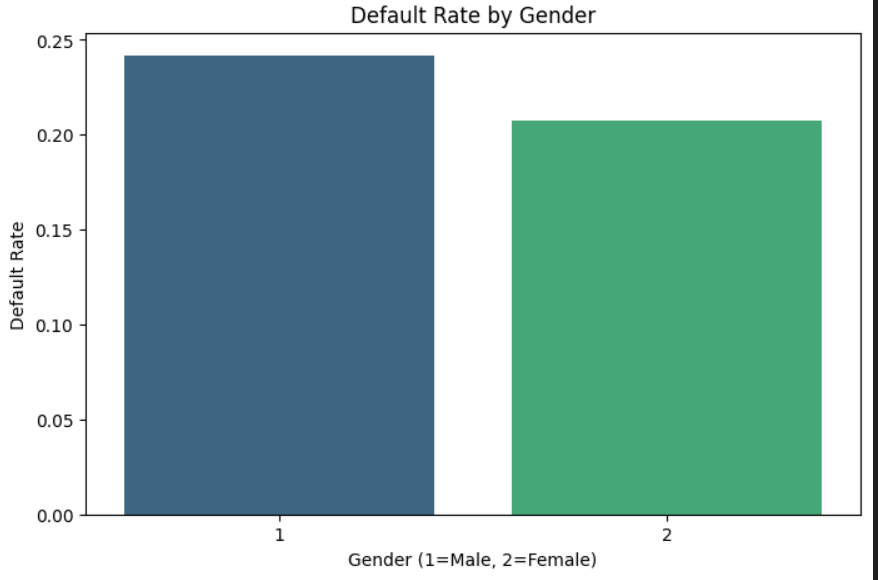 Default Rate by Gender
0.25
0.20
0.15
0.10
0.05
0.00
Default Rate
1
2
Gender (1=Male, 2=Female)